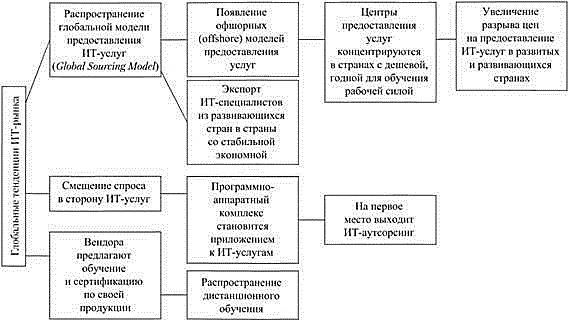 Глобальные тенденции ИТ-рынка
Распространение
глобальной модели
предоставления
ИТ-услуг
(Global Sourcing Model)
Появление
офшорных
(offshore) моделей
предоставления
услуг
Центры
предоставления
услуг
концентрируются
в странах с дешевой,
годной для обучения
рабочей силой
Увеличение
разрыва цен
на предоставление
ИТ-услуг в развитых
и развивающихся
странах
Экспорт
ИТ-специалистов
из развивающихся
стран в страны
со стабильной
экономной
Смещение спроса
в сторону ИТ-услуг
Программно-
аппаратный
комплекс
становится
приложением
к ИТ-услугам
На первое
место выходит
ИТ-аутсорсинг
Вендора
предлагают
обучение
и сертификацию
по своей
продукции
Распространение
дистанционного
обучения